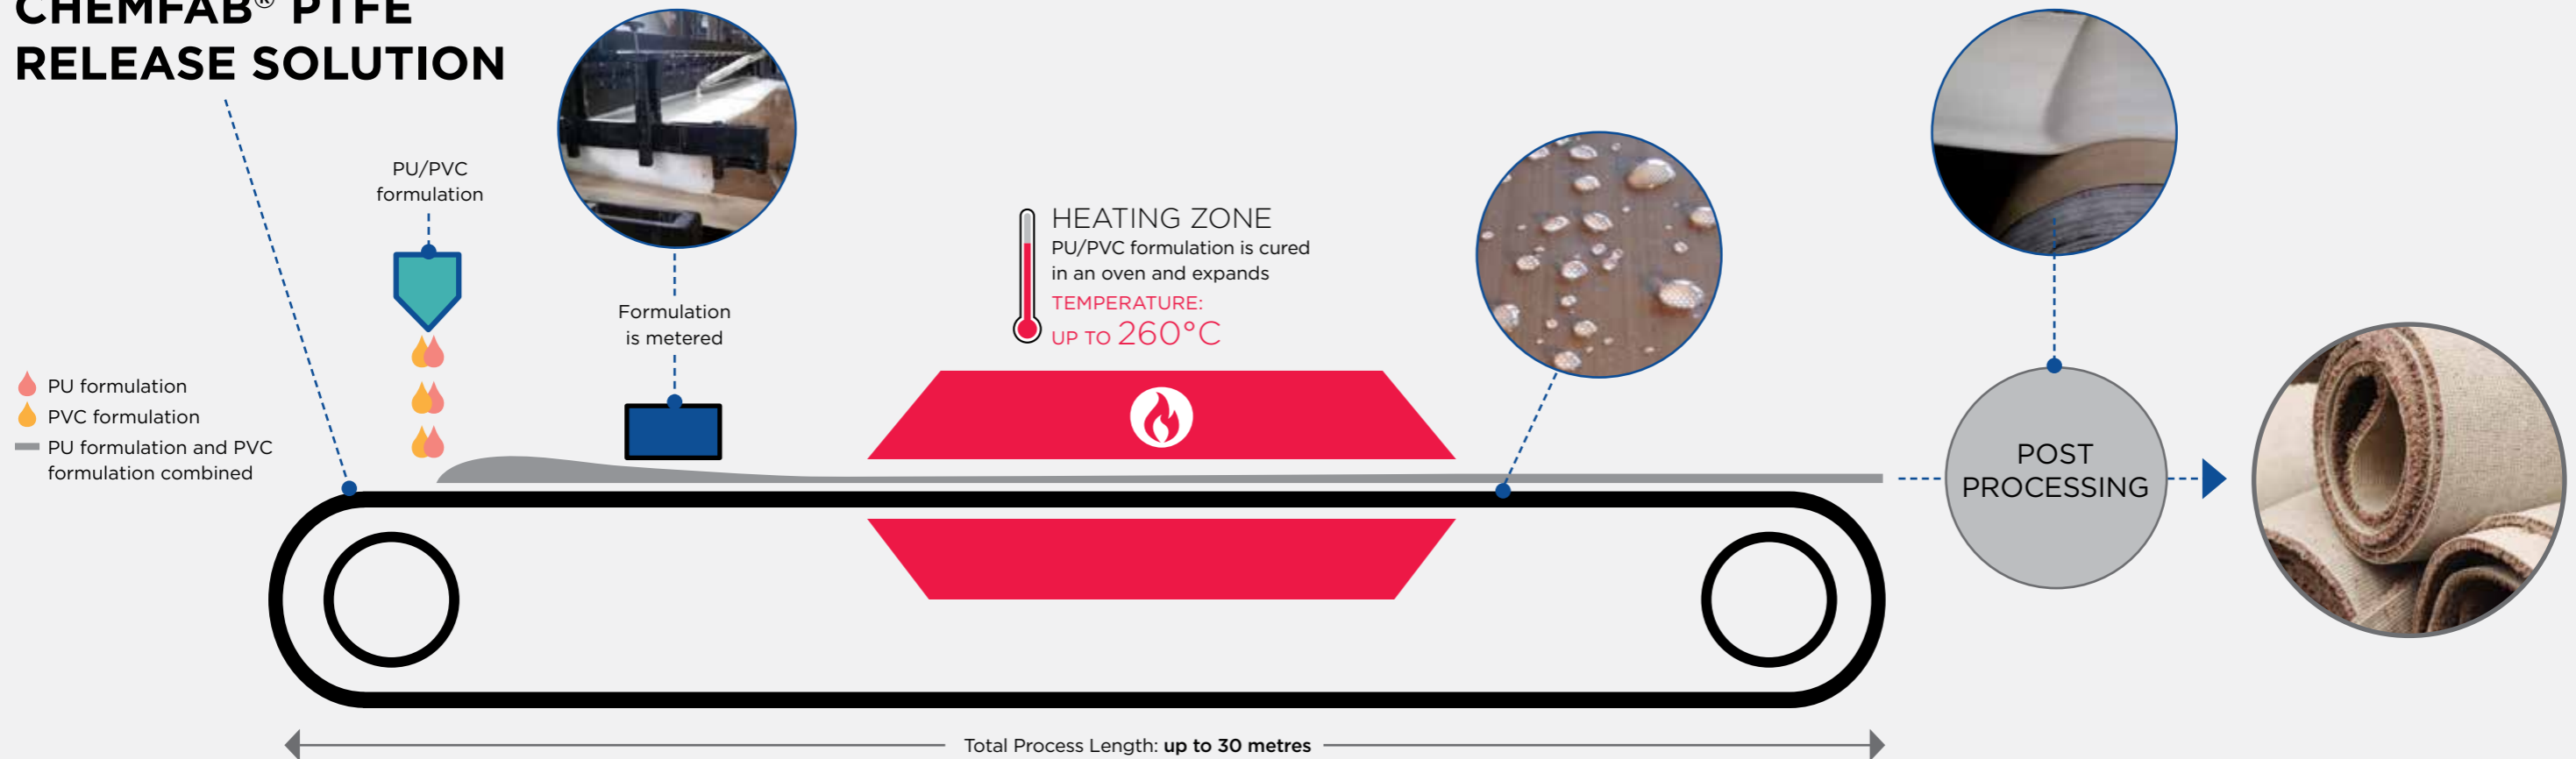 CHEMFAB® PTFE
RELEASE SOLUTION
PU/PVC
formulation
PU formulation
PVC formulation
PU formulation and PVC
formulation combined
Formulation
is metered
HEATING ZONE
PU/PVC formulation is cured
in an oven and expands
TEMPERATURE:
UP TO 260°C
POST
PROCESSING
Total Process Length: up to 30 metres